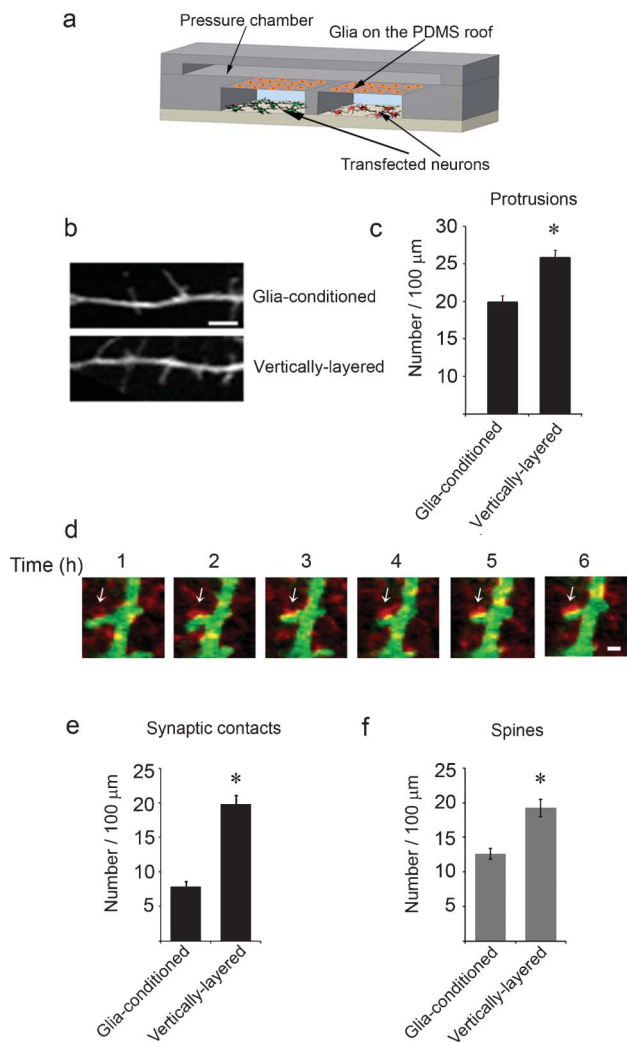 a
Pressure chamber
Glia on the PDMS roof
Transfected neurons
b
Glia-conditioned
Vertically-layered
c
Protrusions
*
Number / 100 μm
30
25
20
15
10
Glia-conditioned
Vertically-layered
d
Time (h)
1 2 3 4 5 6
e
Synaptic contacts
*
Number / 100 μm
25
20
15
10
5
Glia-conditioned
Vertically-layered
f
Spines
*
Number / 100 μm
25
20
15
10
5
Glia-conditioned
Vertically-layered